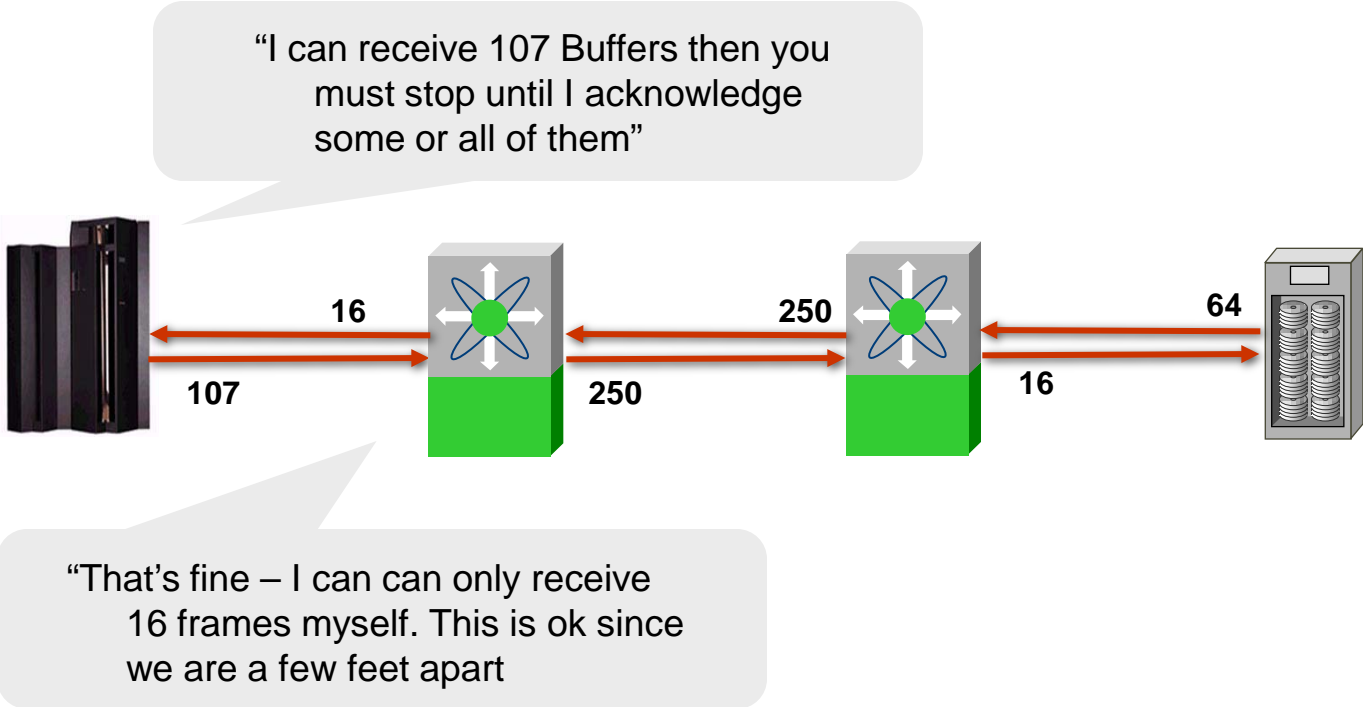 “I can receive 107 Buffers then you
must stop until I acknowledge
some or all of them”
16
250
64
107
250
16
“That’s fine – I can can only receive
16 frames myself. This is ok since
we are a few feet apart